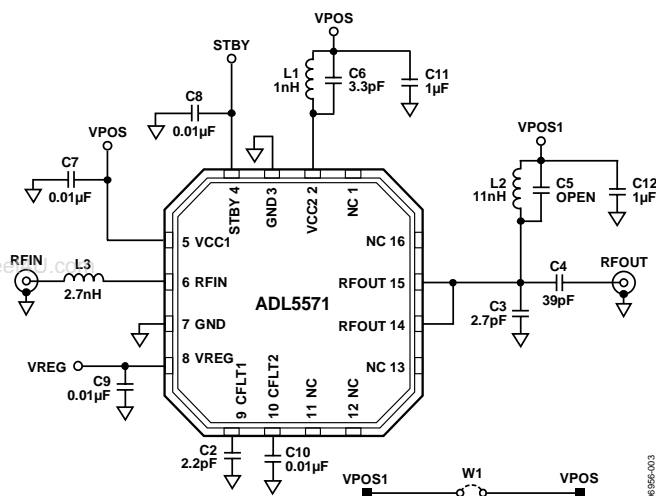 VPOS
STBY
L1
1nH
C6
3.3pF
C11
1µF
C8
0.01µF
VPOS
C7
0.01µF
VPOS1
L2
11nH
C5
OPEN
C12
1µF
STBY 4
GND 3
VCC2 2
NC 1
5 VCC1
NC 16
RFIN
L3
2.7nH
6 RFIN
RFOUT 15
C4
39pF
RFOUT
ADL5571
7 GND
RFOUT 14
C3
2.7pF
VREG
8 VREG
NC 13
C9
0.01µF
9 CFLT1
10 CFLT2
11 NC
12 NC
C2
2.2pF
C10
0.01µF
VPOS1
W1
VPOS
06956-003